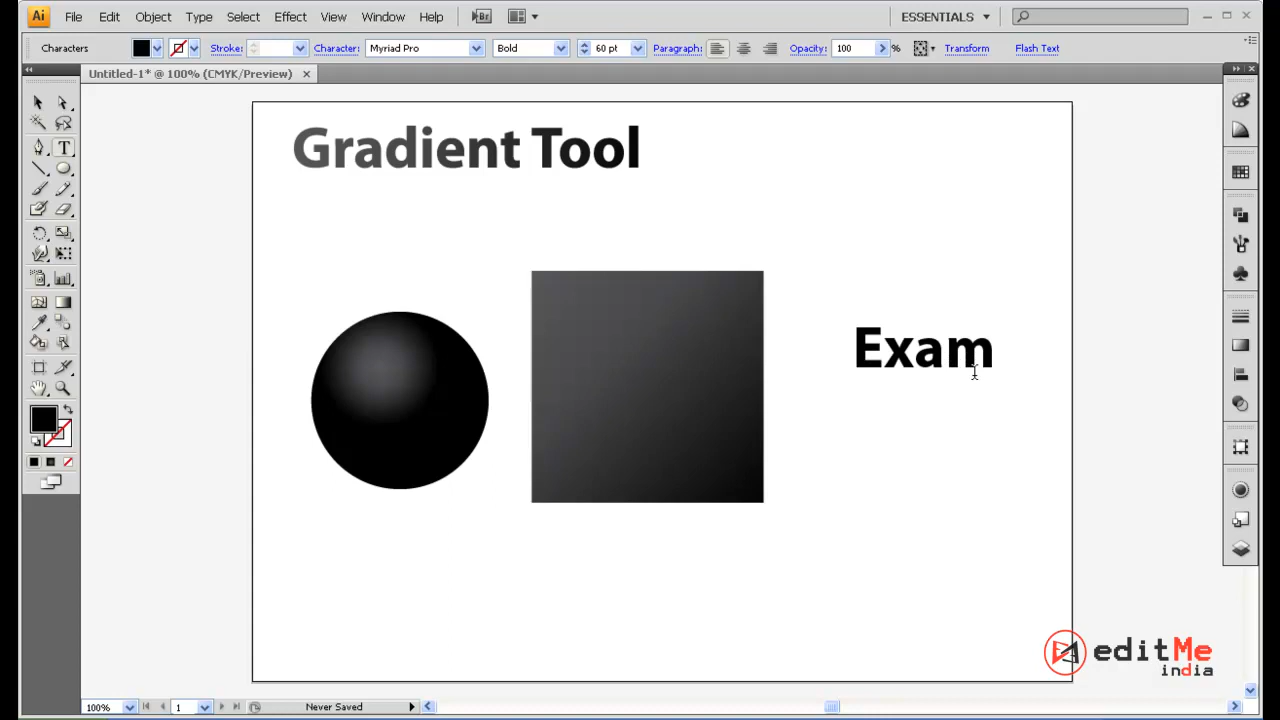 Ai File Edit Object Type Select Effect View Window Help Br ESSENTIALS
Characters Stroke: Character: Myriad Pro Bold 60 pt Paragraph: Opacity: 100 % Transform Flash Text
Untitled-1* @ 100% (CMYK/Preview)
Gradient Tool
Exam
editMe
india
100% 1 Never Saved